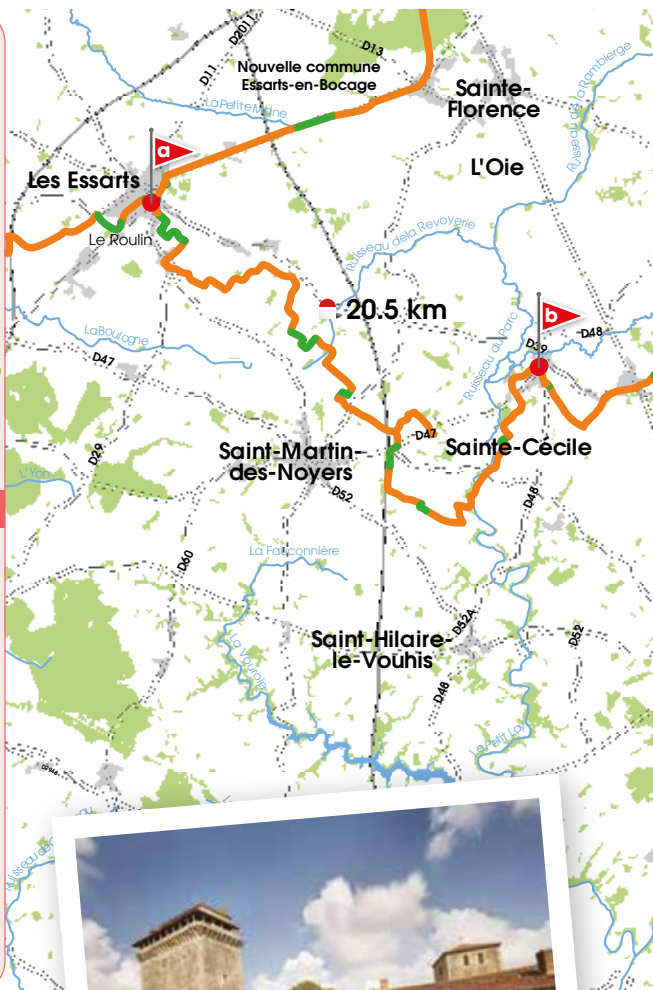 D2011
D13
D11
Nouvelle commune
Essarts-en-Bocage
Sainte-
Florence
Ruisseau de la Rambierge
La Petite Maine
a
L'Oie
Les Essarts
Le Roulin
Ruisseau de la Revoyerie
20.5 km
b
D48
D39
Ruisseau du Parc
La Boulogne
D47
D47
Sainte-Cécile
D29
Saint-Martin-
des-Noyers
L'Yon
D52
D48
La Fauconnière
D60
Saint-Hilaire-
le-Vouhis
D52A
D52
La Vouraie
D48
Le Petit Lay